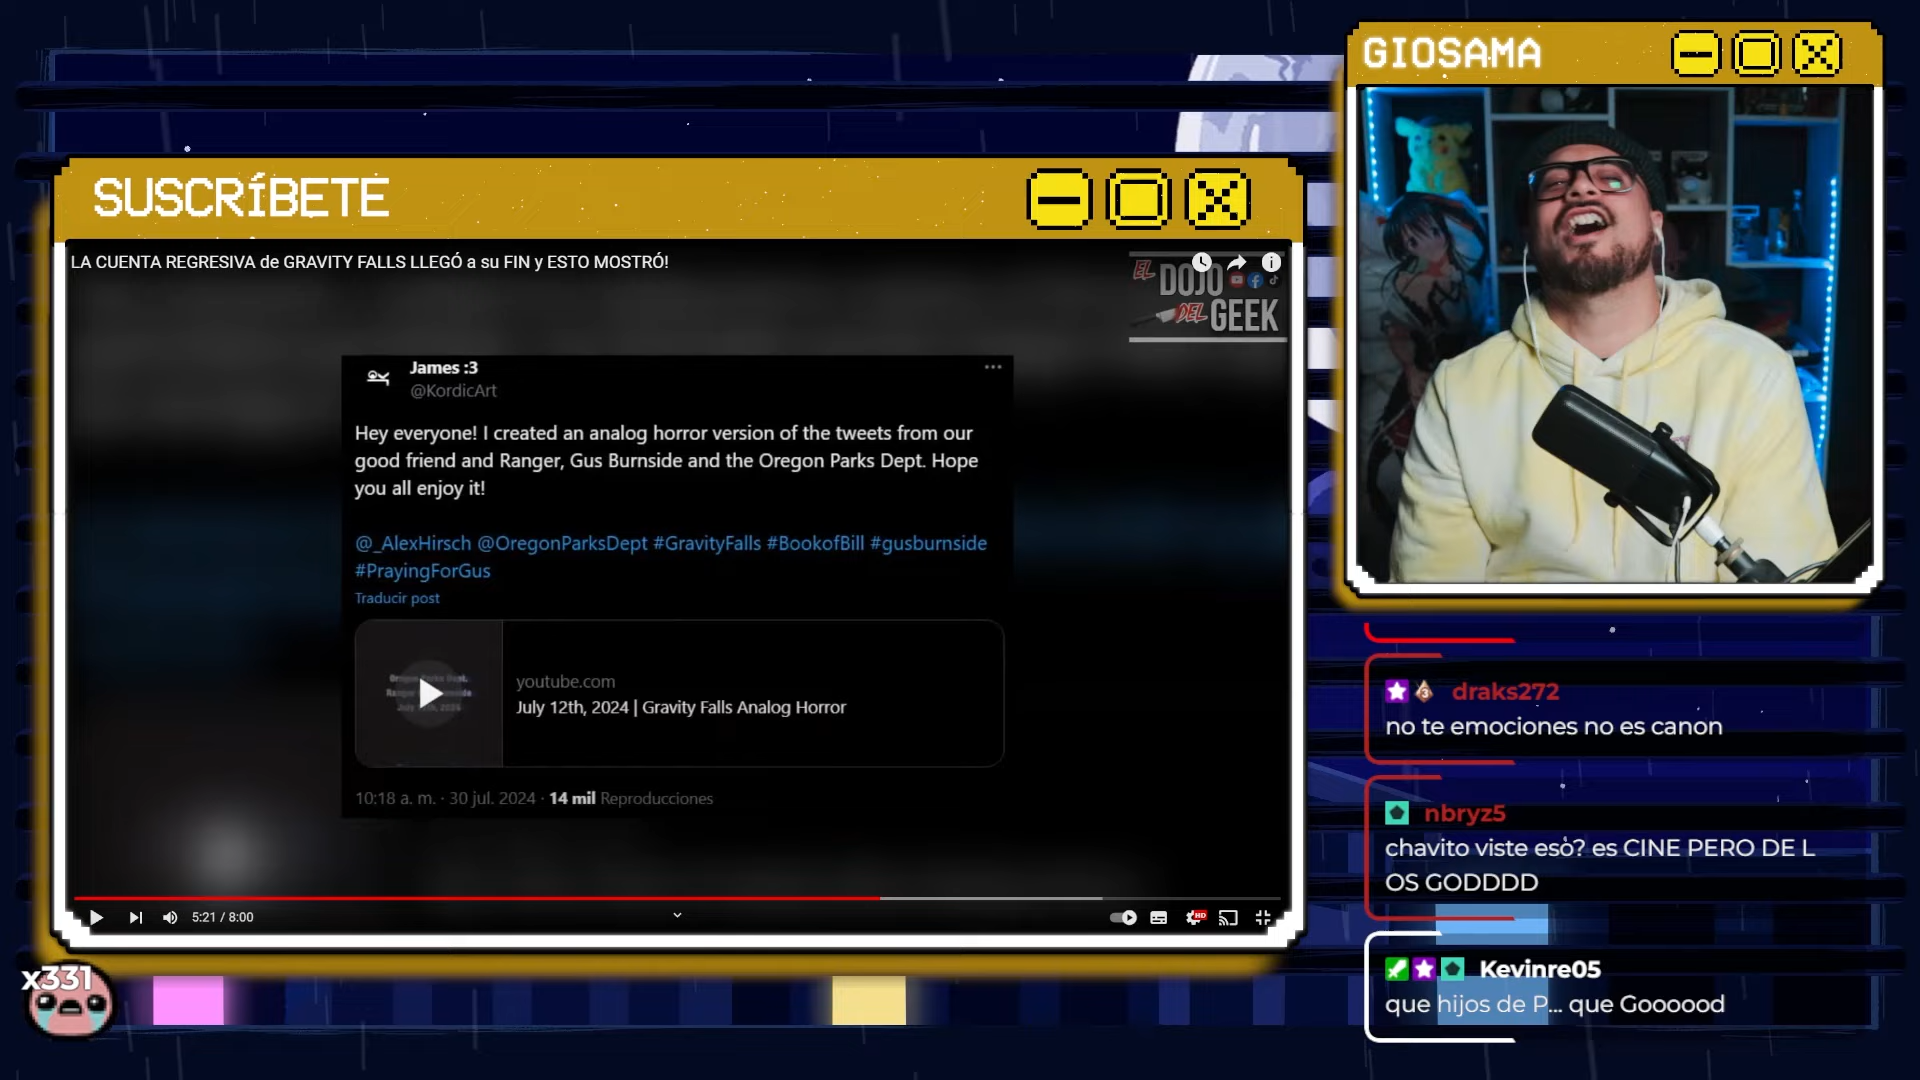 GIOSAMA
SUSCRÍBETE
LA CUENTA REGRESIVA de GRAVITY FALLS LLEGÓ a su FIN y ESTO MOSTRÓ!
EL DOJO
DEL GEEK
James :3
@KordicArt
Hey everyone! I created an analog horror version of the tweets from our
good friend and Ranger, Gus Burnside and the Oregon Parks Dept. Hope
you all enjoy it!
@_AlexHirsch @OregonParksDept #GravityFalls #BookofBill #gusburnside
#PrayingForGus
Traducir post
youtube.com
July 12th, 2024 | Gravity Falls Analog Horror
10:18 a. m. · 30 jul. 2024 · 14 mil Reproducciones
5:21 / 8:00
HD
x331
3 draks272
no te emociones no es canon
nbryz5
chavito viste eso? es CINE PERO DE L
OS GODDDD
Kevinre05
que hijos de P... que Goooood